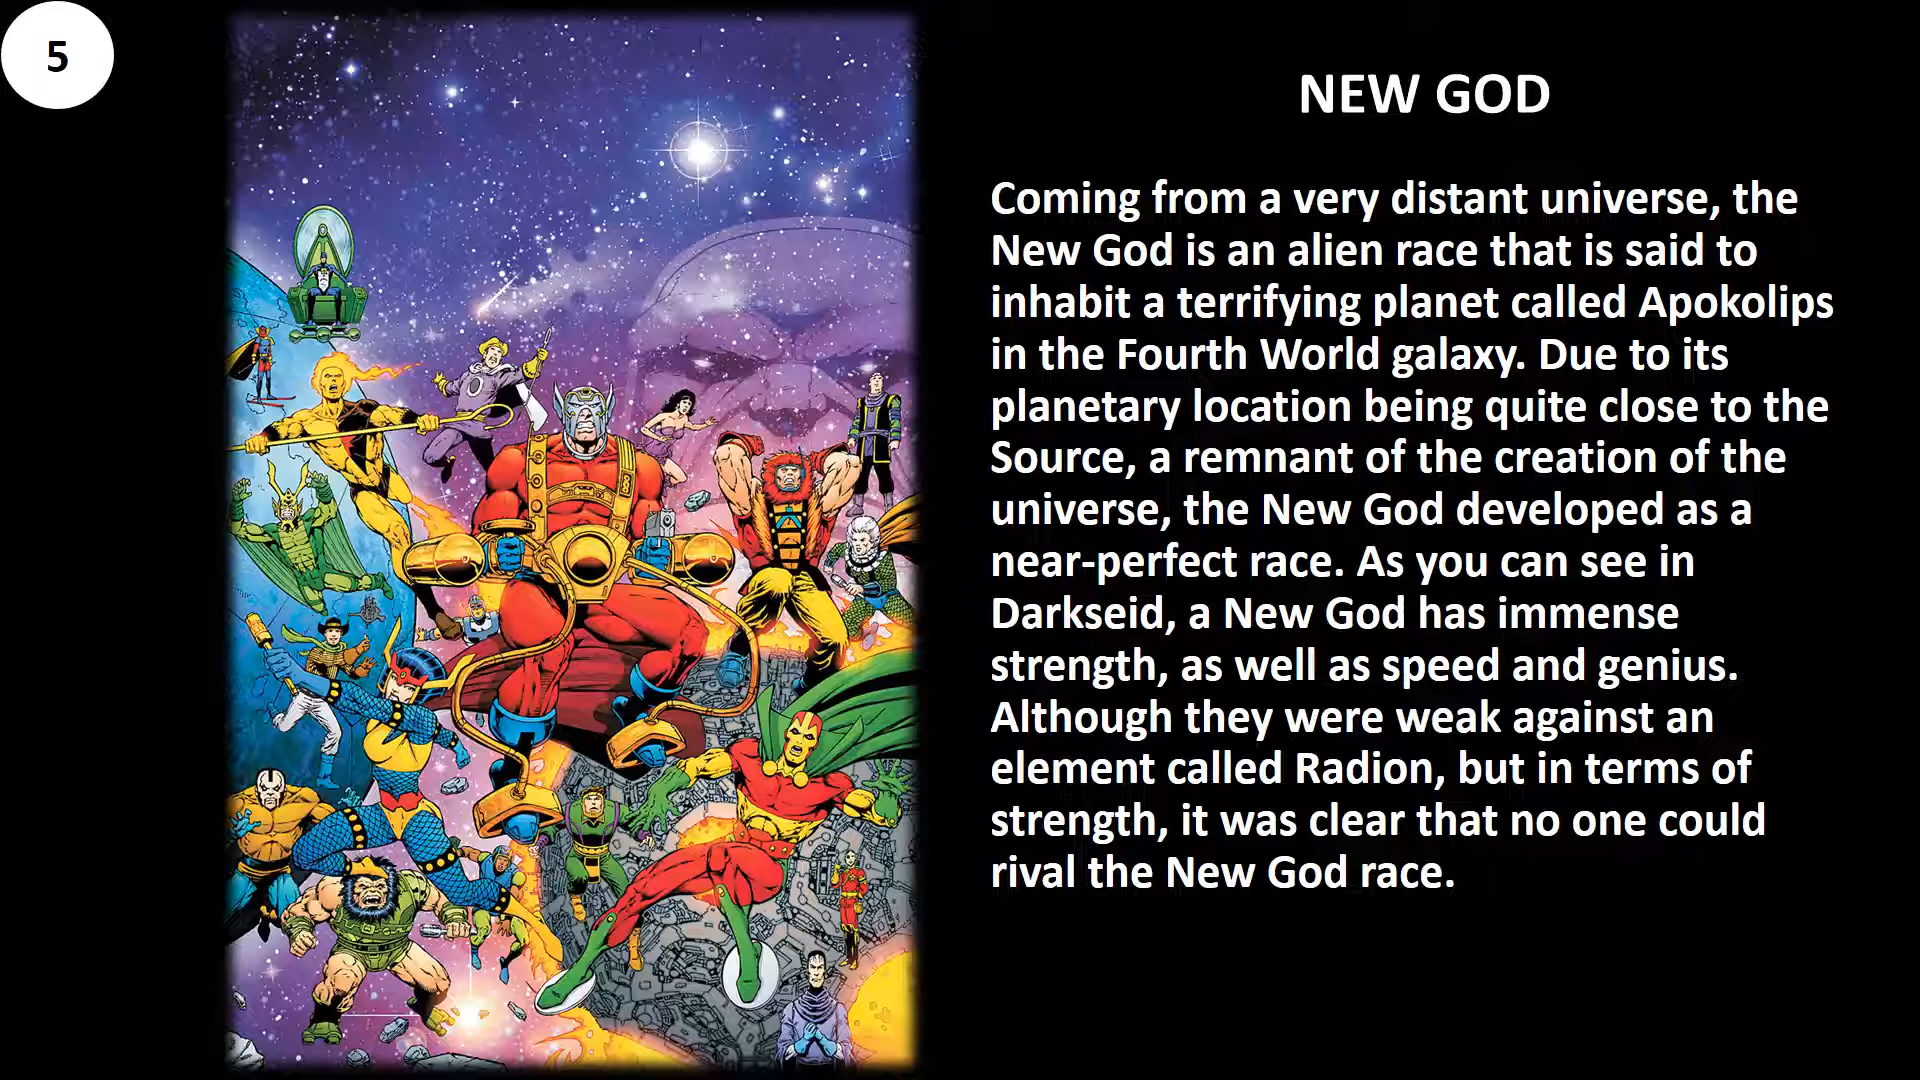 5
NEW GOD
Coming from a very distant universe, the
New God is an alien race that is said to
inhabit a terrifying planet called Apokolips
in the Fourth World galaxy. Due to its
planetary location being quite close to the
Source, a remnant of the creation of the
universe, the New God developed as a
near-perfect race. As you can see in
Darkseid, a New God has immense
strength, as well as speed and genius.
Although they were weak against an
element called Radion, but in terms of
strength, it was clear that no one could
rival the New God race.